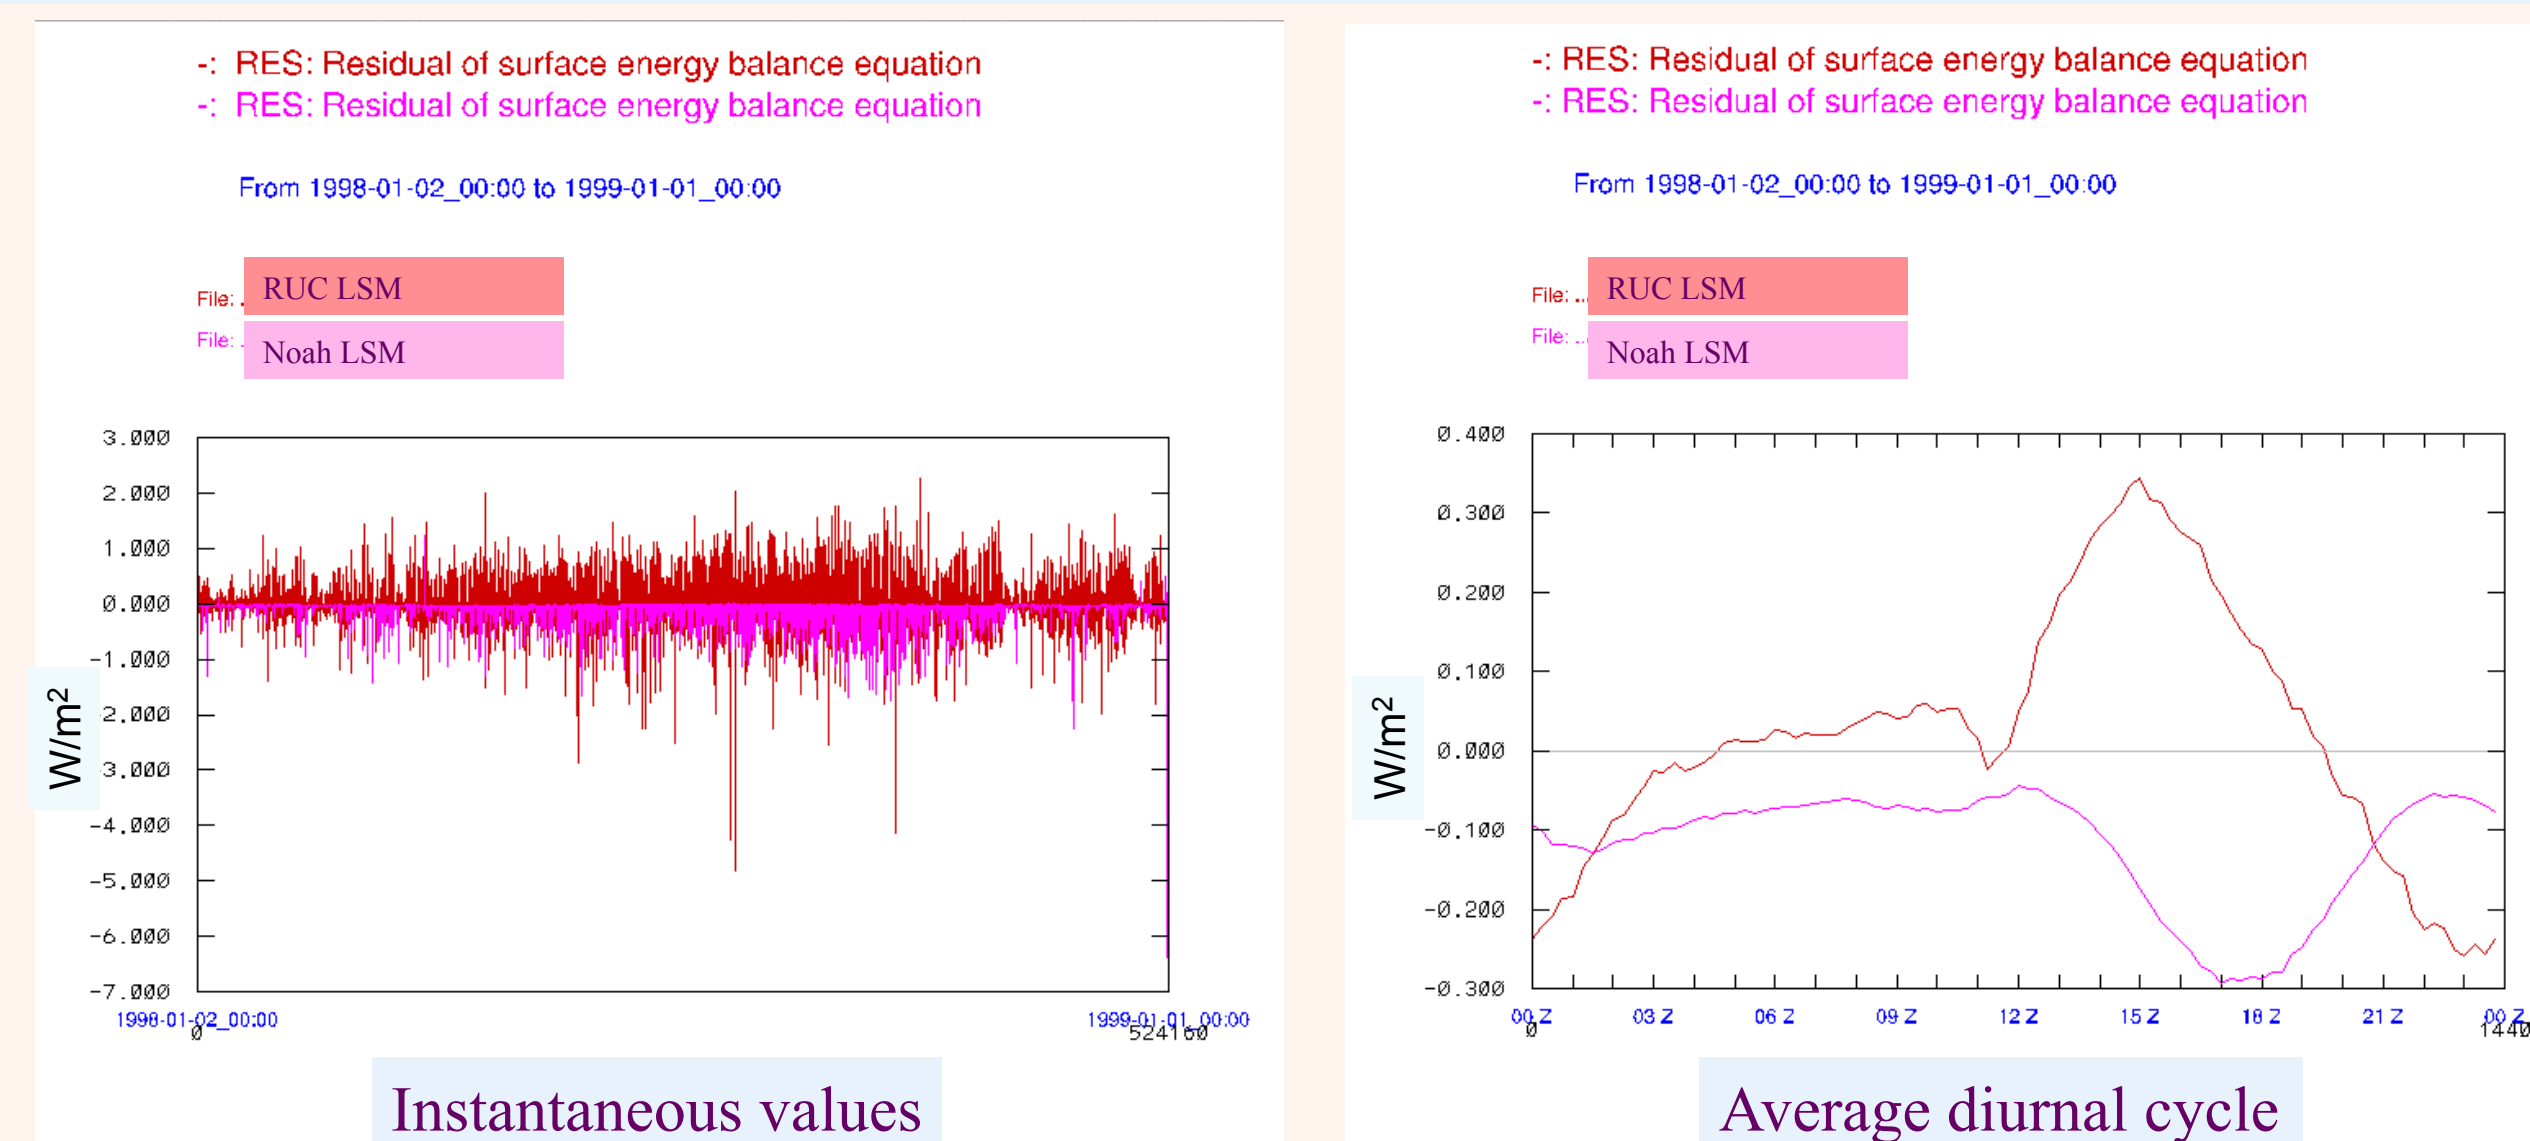 -: RES: Residual of surface energy balance equation
-: RES: Residual of surface energy balance equation
From 1998-01-02_00:00 to 1999-01-01_00:00
File: .
RUC LSM
File: .
Noah LSM
3.000
2.000
1.000
0.000
-1.000
2.000
3.000
-4.000
-5.000
-6.000
-7.000
W/m²
1998-01-02_00:00
0
1999-01-01_00:00
524160
Instantaneous values
-: RES: Residual of surface energy balance equation
-: RES: Residual of surface energy balance equation
From 1998-01-02_00:00 to 1999-01-01_00:00
File: ..
RUC LSM
File: ..
Noah LSM
0.400
0.300
0.200
0.100
0.000
-0.100
-0.200
-0.300
W/m²
00 Z 03 Z 06 Z 09 Z 12 Z 15 Z 18 Z 21 Z 00 Z
0
1440
Average diurnal cycle